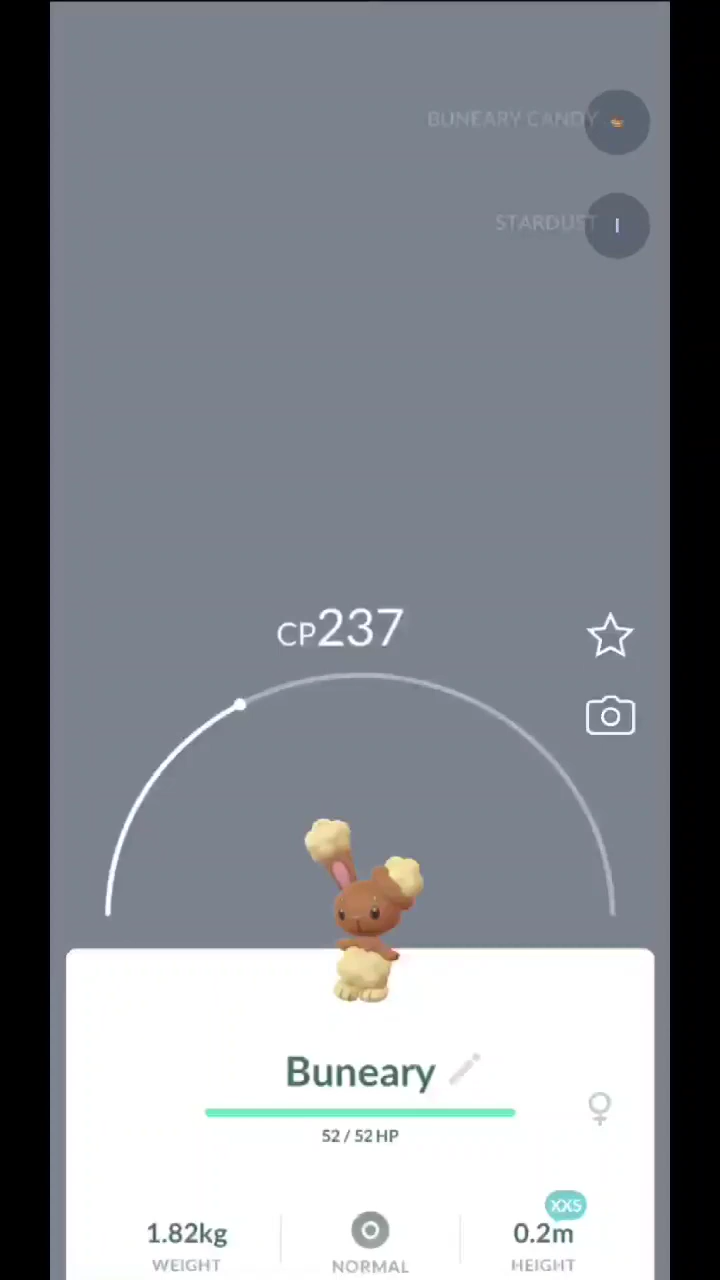 BUNEARY CANDY
STARDUST
CP237
Buneary
52 / 52 HP
XXS
1.82kg
0.2m
WEIGHT
NORMAL
HEIGHT